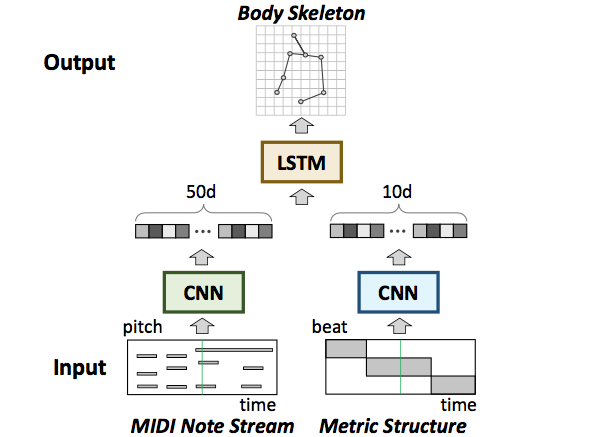 Body Skeleton
Output
LSTM
50d
10d
...
...
CNN
CNN
pitch
beat
Input
time
time
MIDI Note Stream
Metric Structure